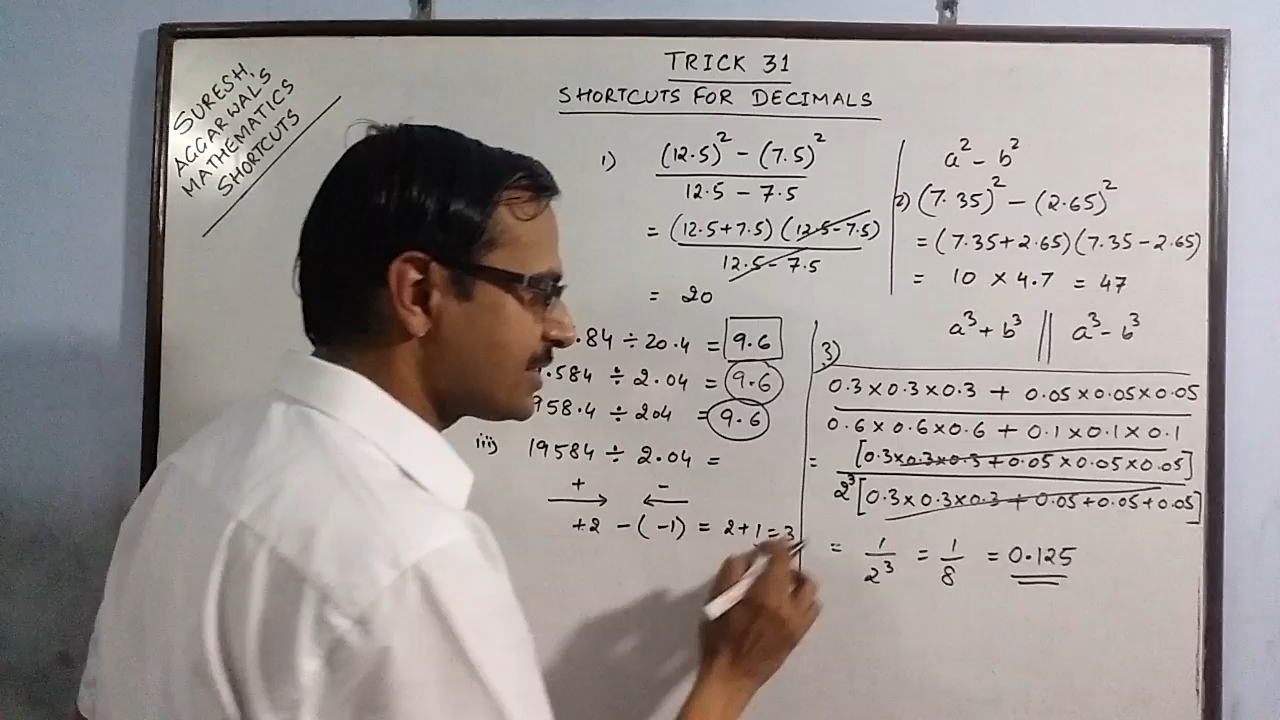 SURESH
AGGARWAL'S
MATHEMATICS
SHORTCUTS
TRICK 31
SHORTCUTS FOR DECIMALS
1) (12.5)² - (7.5)²
12.5 - 7.5
= (12.5+7.5) (12.5-7.5)
12.5 - 7.5
= 20
.84 ÷ 20.4 = 9.6
.584 ÷ 2.04 = 9.6
958.4 ÷ 204 = 9.6
iii) 19584 ÷ 2.04 =
+ -
+2 - (-1) = 2+1=3
a² - b²
2) (7.35)² - (2.65)²
= (7.35+2.65) (7.35-2.65)
= 10 × 4.7 = 47
a³ + b³ || a³ - b³
3)
0.3 × 0.3 × 0.3 + 0.05 × 0.05 × 0.05
0.6 × 0.6 × 0.6 + 0.1 × 0.1 × 0.1
= [0.3×0.3×0.3 + 0.05 × 0.05 × 0.05]
2³ [0.3 × 0.3 × 0.3 + 0.05 + 0.05 + 0.05]
= 1/2³ = 1/8 = 0.125